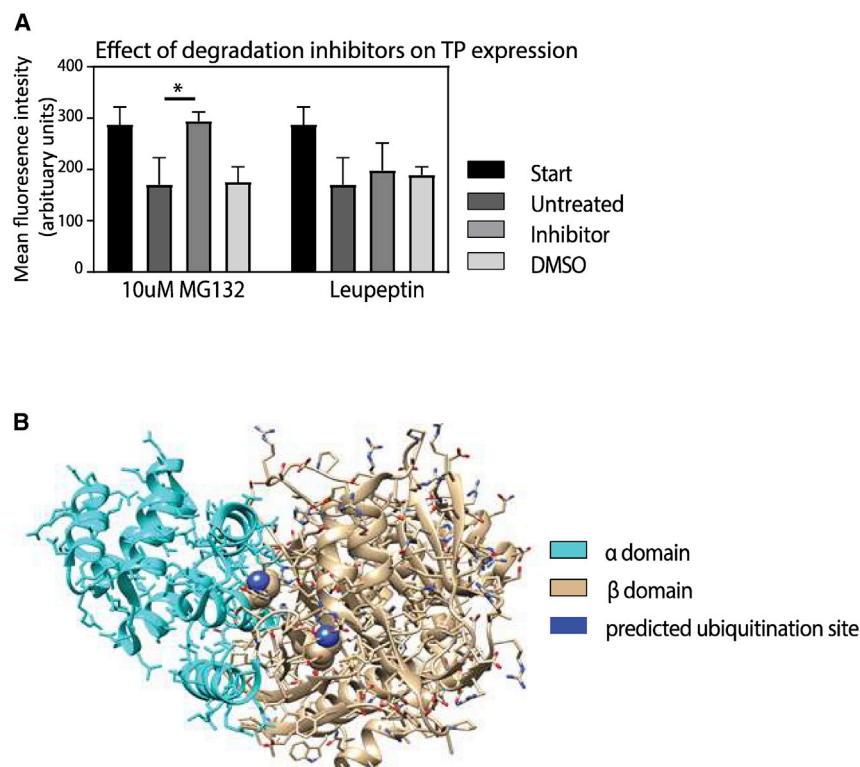 A
Effect of degradation inhibitors on TP expression
Mean fluoresence intesity
(arbituary units)
400
300
200
100
0
*
10uM MG132
Leupeptin
Start
Untreated
Inhibitor
DMSO
B
α domain
β domain
predicted ubiquitination site